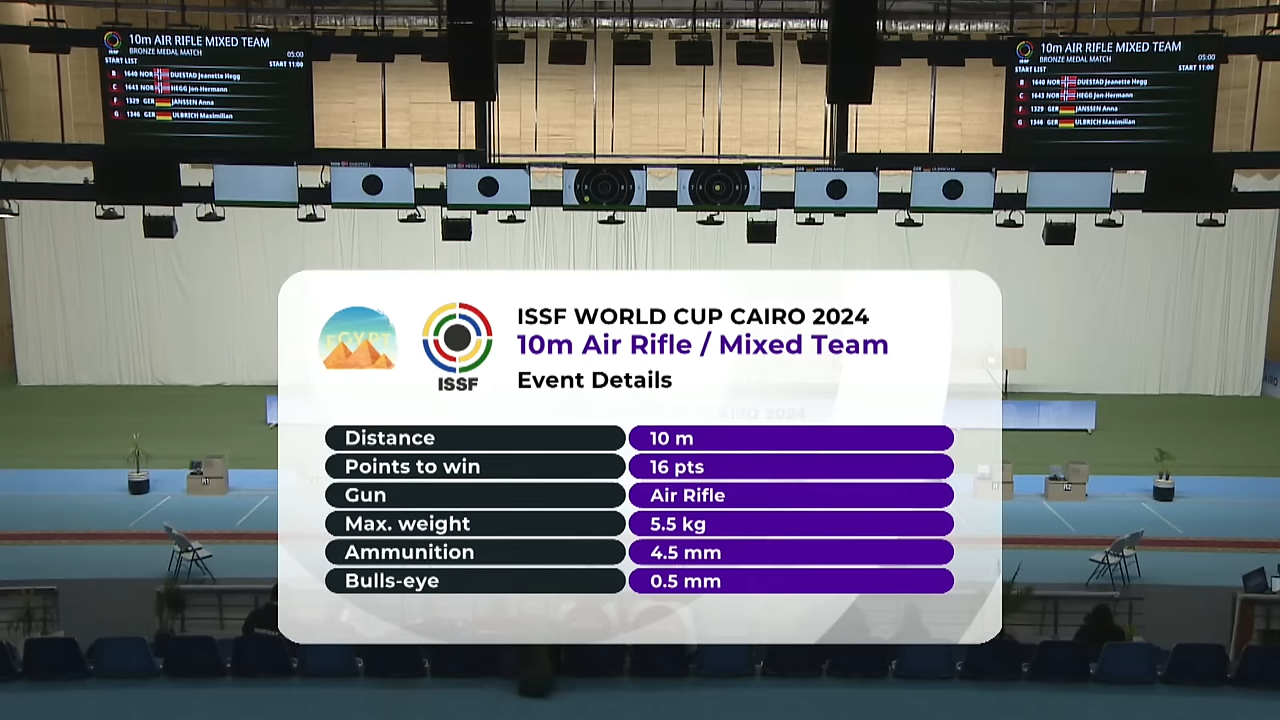 10m AIR RIFLE MIXED TEAM
BRONZE MEDAL MATCH
05:00
START LIST
START 11:00
B 1640 NOR DUESTAD Jeanette Hegg
C 1643 NOR HEGG Jon-Hermann
F 1329 GER JANSSEN Anna
G 1346 GER ULBRICH Maximilian
10m AIR RIFLE MIXED TEAM
BRONZE MEDAL MATCH
05:00
START LIST
START 11:00
B 1640 NOR DUESTAD Jeanette Hegg
C 1643 NOR HEGG Jon-Hermann
F 1329 GER JANSSEN Anna
G 1346 GER ULBRICH Maximilian
EGYPT
ISSF
ISSF WORLD CUP CAIRO 2024
10m Air Rifle / Mixed Team
Event Details
Distance 10 m
Points to win 16 pts
Gun Air Rifle
Max. weight 5.5 kg
Ammunition 4.5 mm
Bulls-eye 0.5 mm